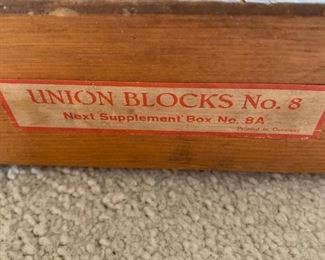 UNION BLOCKS No. 8
Next Supplement Box No. 8A
Printed in Germany